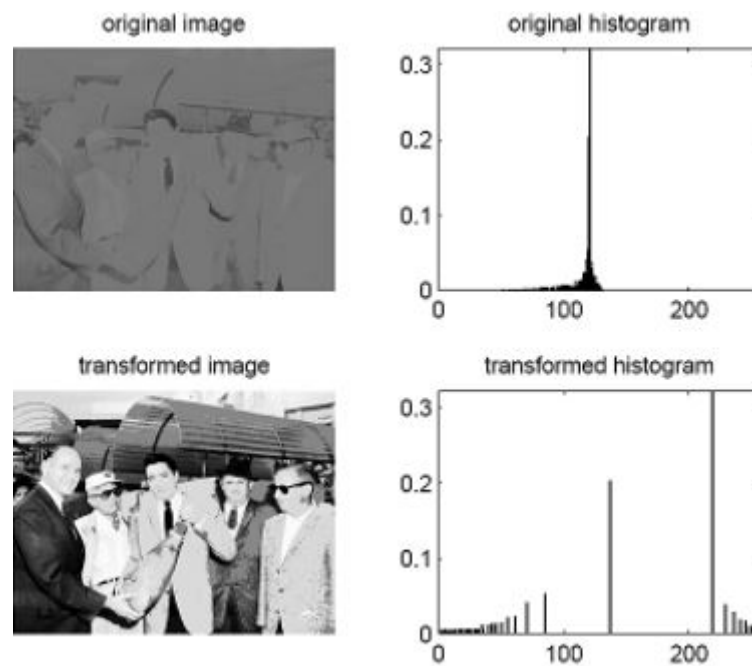 original image
original histogram
0.3
0.2
0.1
0
0 100 200
transformed image
transformed histogram
0.3
0.2
0.1
0
0 100 200